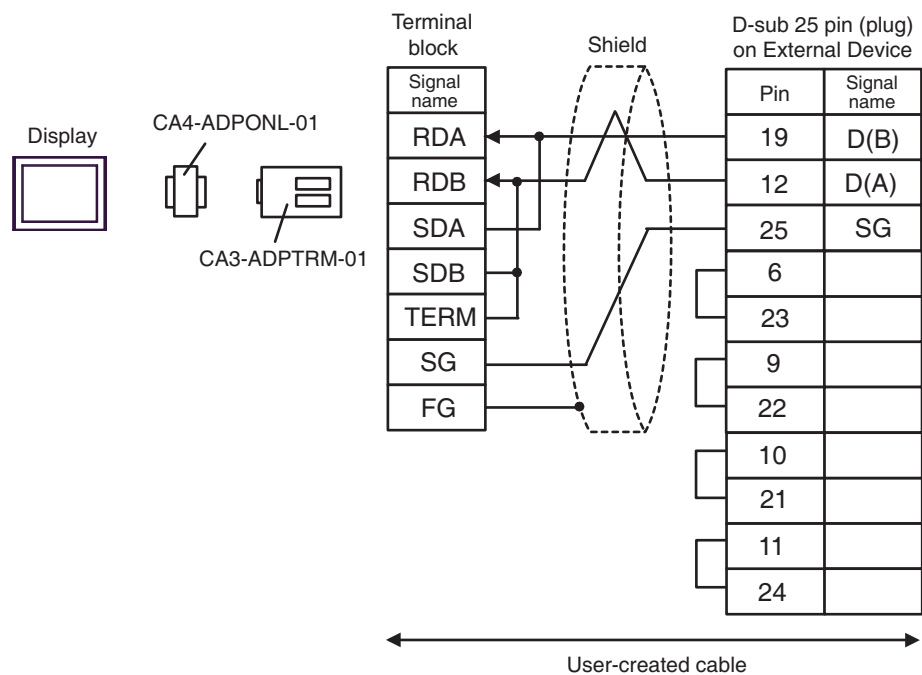 Display
CA4-ADPONL-01
CA3-ADPTRM-01
Terminal
block
Signal
name
RDA
RDB
SDA
SDB
TERM
SG
FG
Shield
D-sub 25 pin (plug)
on External Device
Pin Signal
name
19 D(B)
12 D(A)
25 SG
6
23
9
22
10
21
11
24
User-created cable